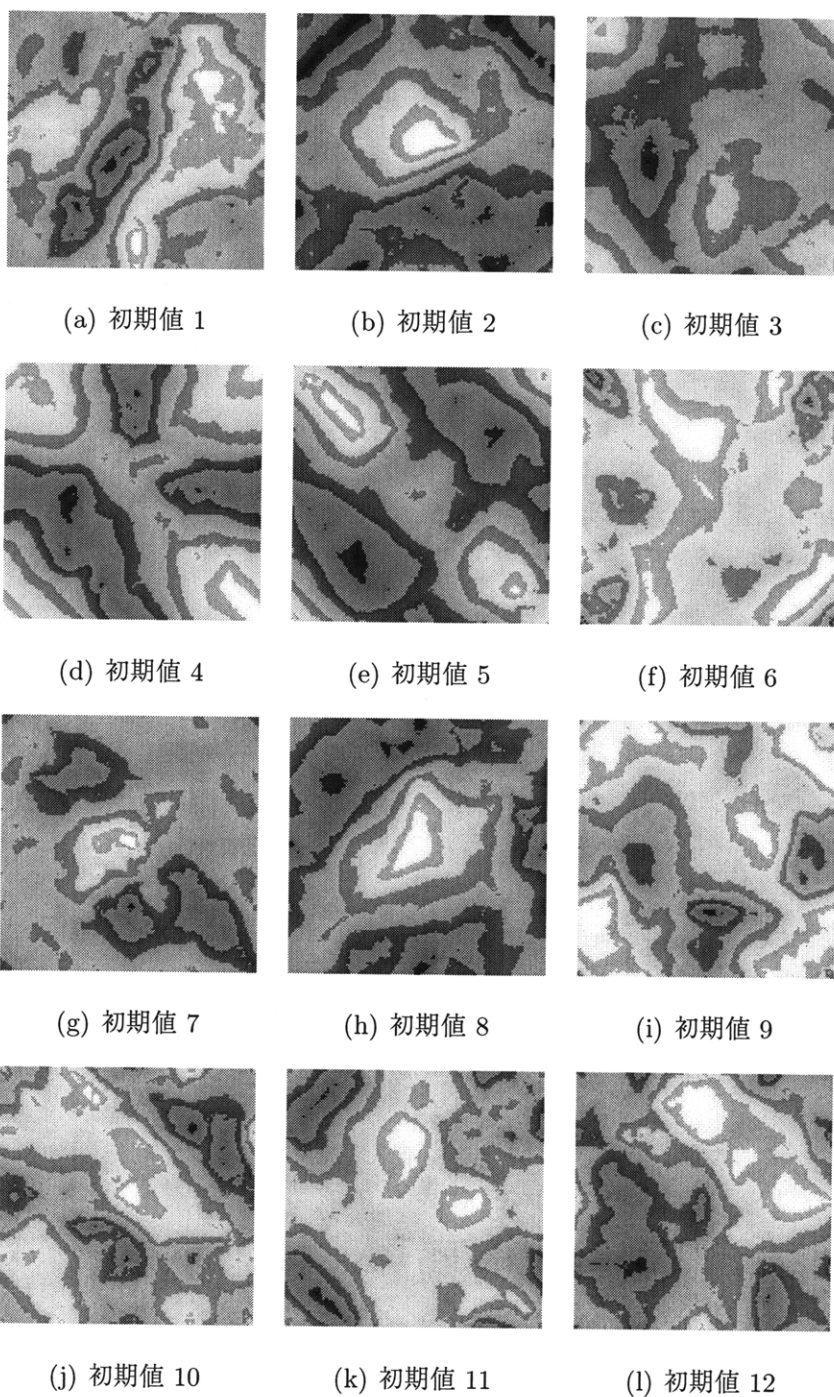 (a) 初期値 1
(b) 初期値 2
(c) 初期値 3
(d) 初期値 4
(e) 初期値 5
(f) 初期値 6
(g) 初期値 7
(h) 初期値 8
(i) 初期値 9
(j) 初期値 10
(k) 初期値 11
(l) 初期値 12